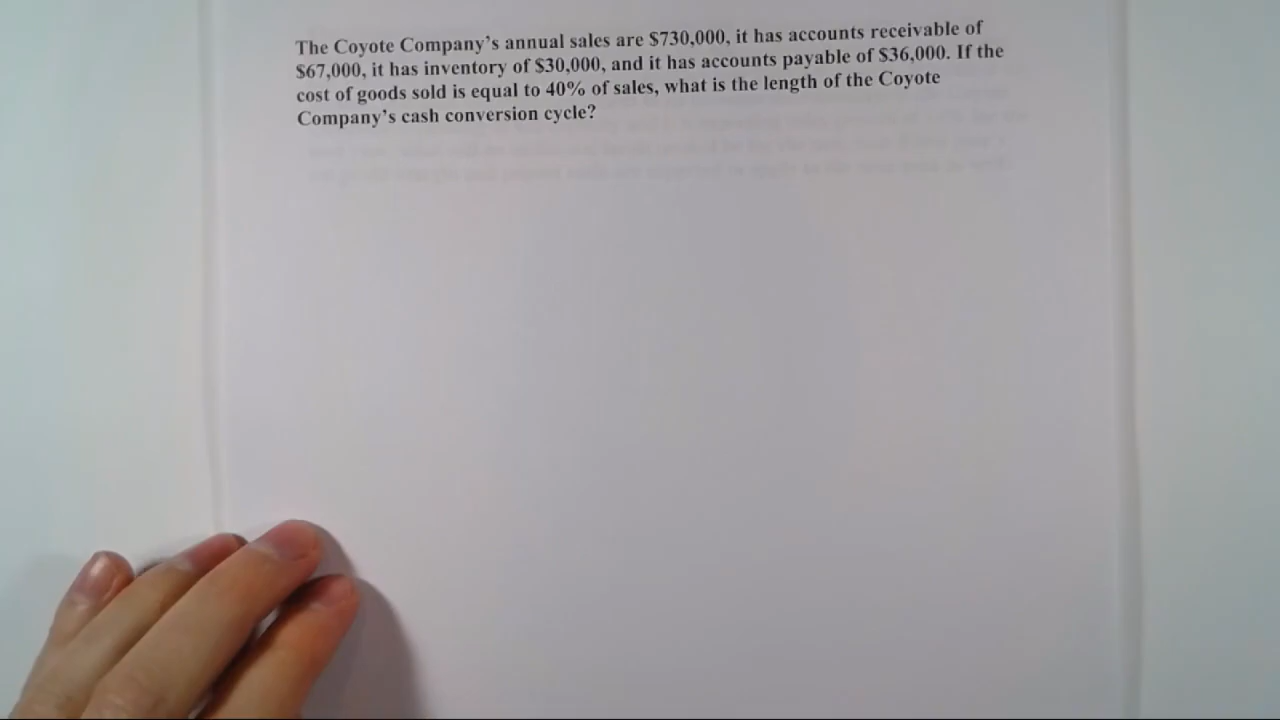 The Coyote Company’s annual sales are $730,000, it has accounts receivable of
$67,000, it has inventory of $30,000, and it has accounts payable of $36,000. If the
cost of goods sold is equal to 40% of sales, what is the length of the Coyote
Company’s cash conversion cycle?